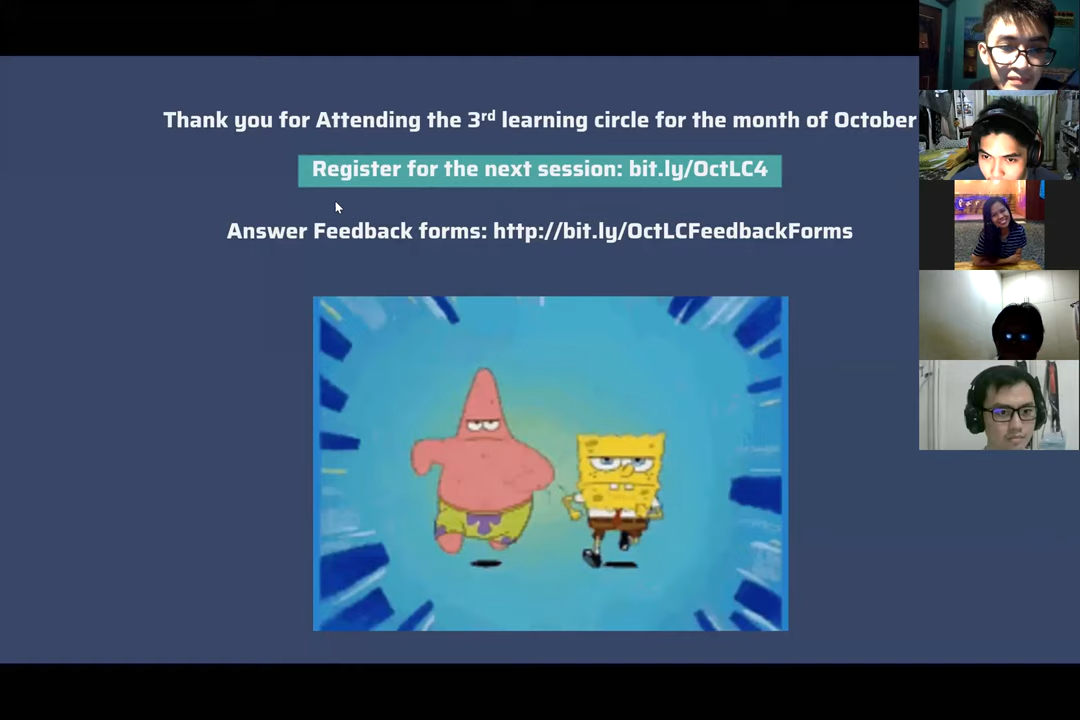 Thank you for Attending the 3rd learning circle for the month of October
Register for the next session: bit.ly/OctLC4
Answer Feedback forms: http://bit.ly/OctLCFeedbackForms